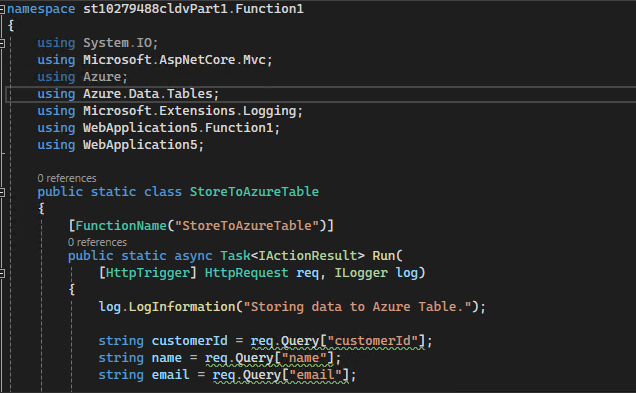 namespace st10279488cldvPart1.Function1
{
using System.IO;
using Microsoft.AspNetCore.Mvc;
using Azure;
using Azure.Data.Tables;
using Microsoft.Extensions.Logging;
using WebApplication5.Function1;
using WebApplication5;
0 references
public static class StoreToAzureTable
{
[FunctionName("StoreToAzureTable")]
0 references
public static async Task<IActionResult> Run(
[HttpTrigger] HttpRequest req, ILogger log)
{
log.LogInformation("Storing data to Azure Table.");
string customerId = req.Query["customerId"];
string name = req.Query["name"];
string email = req.Query["email"];